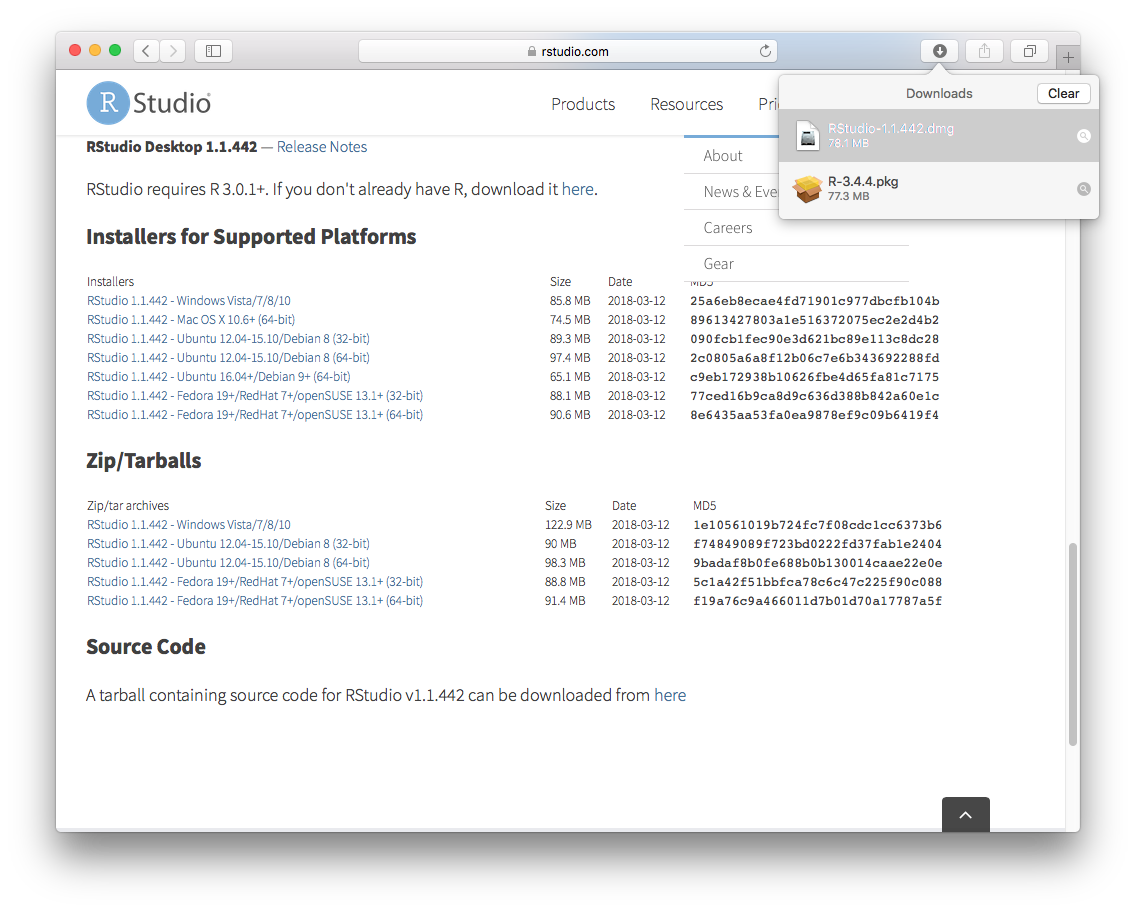 rstudio.com
Downloads
Clear
RStudio-1.1.442.dmg
78.1 MB
R-3.4.4.pkg
77.3 MB
R Studio
Products
Resources
About
News &
Careers
Gear
RStudio Desktop 1.1.442 — Release Notes
RStudio requires R 3.0.1+. If you don't already have R, download it here.
Installers for Supported Platforms
Installers Size Date MD5
RStudio 1.1.442 - Windows Vista/7/8/10 85.8 MB 2018-03-12 25a6eb8ecae4fd71901c977dbcfb104b
RStudio 1.1.442 - Mac OS X 10.6+ (64-bit) 74.5 MB 2018-03-12 89613427803a1e516372075ec2e2d4b2
RStudio 1.1.442 - Ubuntu 12.04-15.10/Debian 8 (32-bit) 89.3 MB 2018-03-12 090fcb1fec90e3d621bc89e113c8dc28
RStudio 1.1.442 - Ubuntu 12.04-15.10/Debian 8 (64-bit) 97.4 MB 2018-03-12 2c0805a6a8f12b06c7e6b343692288fd
RStudio 1.1.442 - Ubuntu 16.04+/Debian 9+ (64-bit) 65.1 MB 2018-03-12 c9eb172938b10626fbe4d65fa81c7175
RStudio 1.1.442 - Fedora 19+/RedHat 7+/openSUSE 13.1+ (32-bit) 88.1 MB 2018-03-12 77ced16b9ca8d9c636d388b842a60e1c
RStudio 1.1.442 - Fedora 19+/RedHat 7+/openSUSE 13.1+ (64-bit) 90.6 MB 2018-03-12 8e6435aa53fa0ea9878ef9c09b6419f4
Zip/Tarballs
Zip/tar archives Size Date MD5
RStudio 1.1.442 - Windows Vista/7/8/10 122.9 MB 2018-03-12 1e10561019b724fc7f08cdc1cc6373b6
RStudio 1.1.442 - Ubuntu 12.04-15.10/Debian 8 (32-bit) 90 MB 2018-03-12 f74849089f723bd0222fd37fab1e2404
RStudio 1.1.442 - Ubuntu 12.04-15.10/Debian 8 (64-bit) 98.3 MB 2018-03-12 9badaf8b0fe688b0b130014caae22e0e
RStudio 1.1.442 - Fedora 19+/RedHat 7+/openSUSE 13.1+ (32-bit) 88.8 MB 2018-03-12 5c1a42f51bbfca78c6c47c225f90c088
RStudio 1.1.442 - Fedora 19+/RedHat 7+/openSUSE 13.1+ (64-bit) 91.4 MB 2018-03-12 f19a76c9a466011d7b01d70a17787a5f
Source Code
A tarball containing source code for RStudio v1.1.442 can be downloaded from here